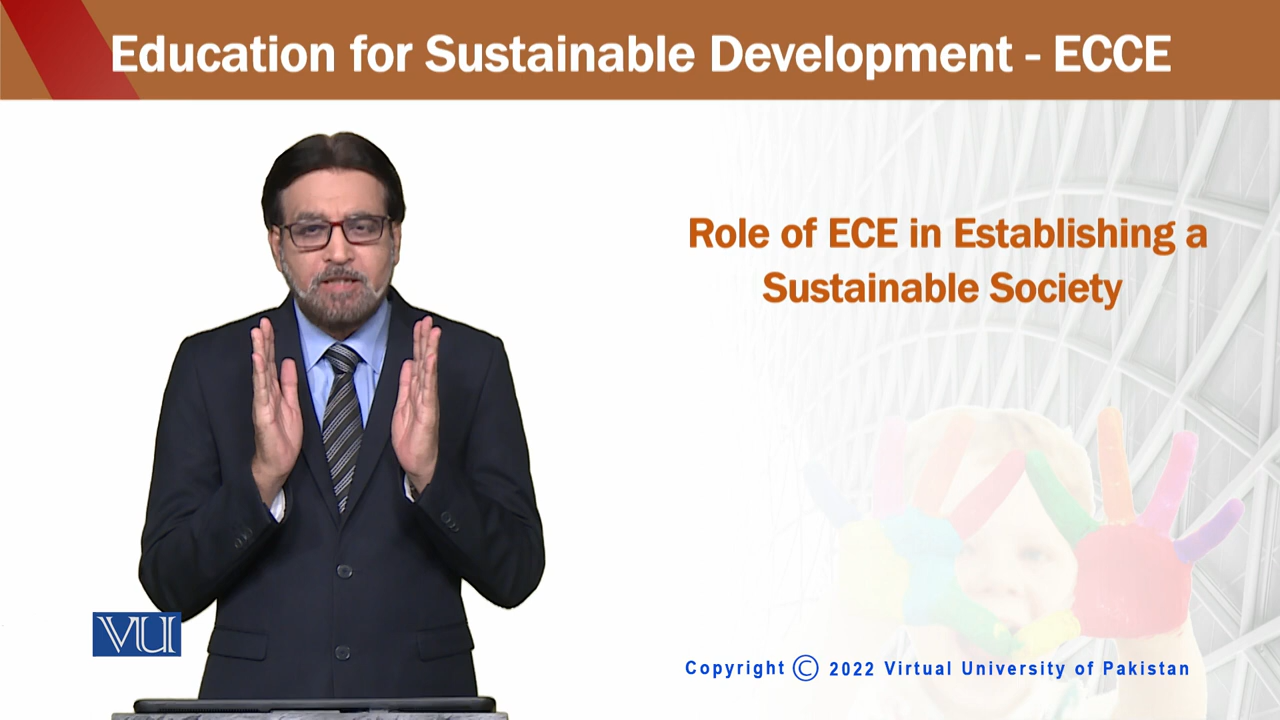 Education for Sustainable Development - ECCE
Role of ECE in Establishing a
Sustainable Society
VU
Copyright © 2022 Virtual University of Pakistan